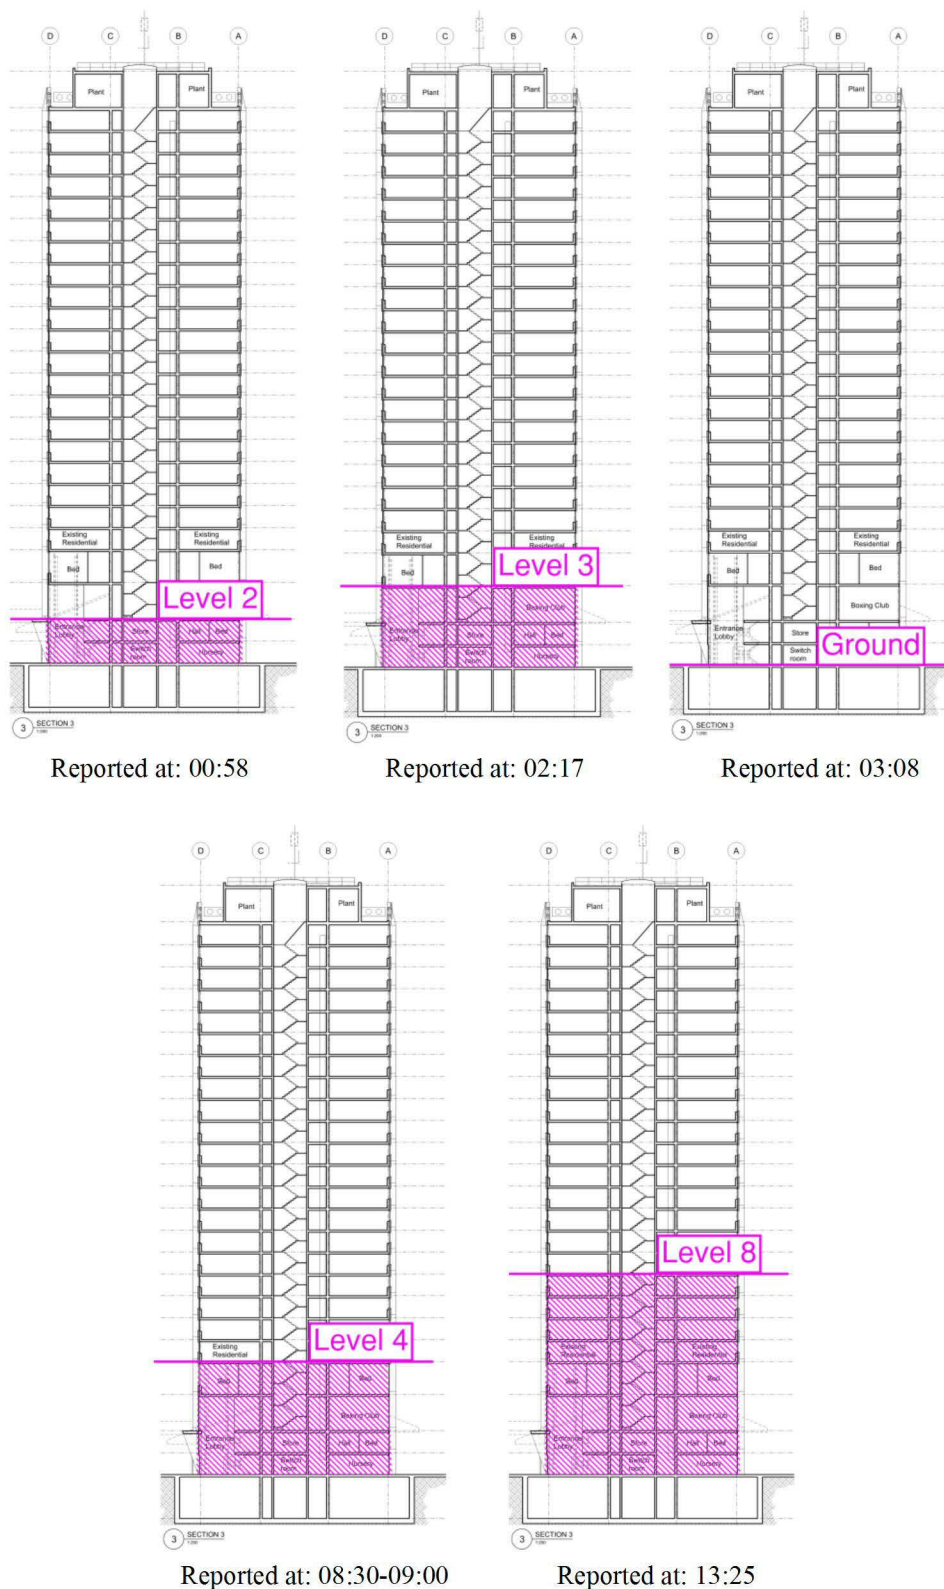 D C B A
D C B A
D C B A
Plant Plant
Plant Plant
Plant Plant
Existing Residential Existing Residential
Existing Residential Existing Residential
Existing Residential Existing Residential
Bed Bed
Bed
Bed
Level 2
Level 3
Boxing Club
Boxing Club
Entrance Lobby Store Hall Bed
Entrance Lobby Store Hall Bed
Entrance Lobby Store
Switch room Nursery
Switch room Nursery
Switch room
Ground
3 SECTION 3
3 SECTION 3
3 SECTION 3
Reported at: 00:58
Reported at: 02:17
Reported at: 03:08
D C B A
D C B A
Plant Plant
Plant Plant
Level 8
Level 4
Existing Residential
Existing Residential Existing Residential
Bed Bed
Bed Bed
Boxing Club
Boxing Club
Entrance Lobby Store Hall Bed
Entrance Lobby Store Hall Bed
Switch room Nursery
Switch room Nursery
3 SECTION 3
3 SECTION 3
Reported at: 08:30-09:00
Reported at: 13:25